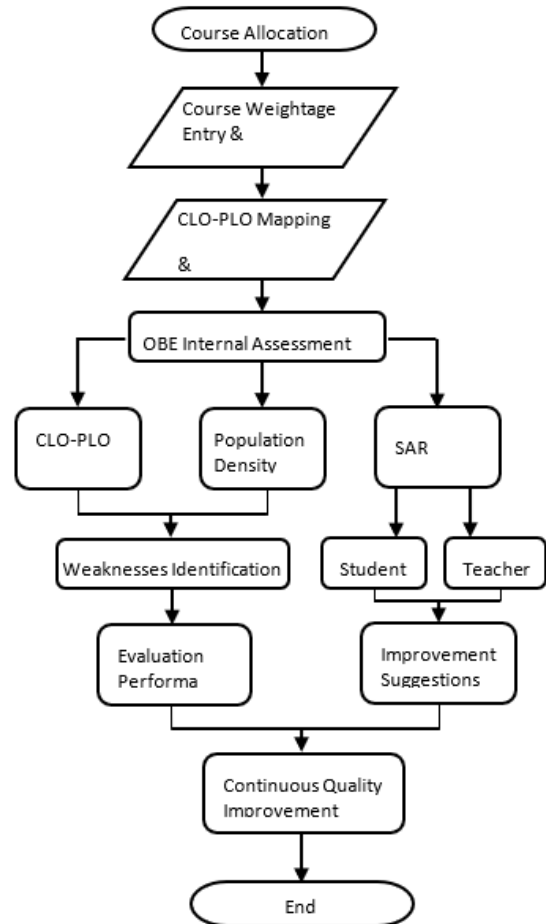 Course Allocation
Course Weightage
Entry &
CLO-PLO Mapping
&
OBE Internal Assessment
CLO-PLO
Population
Density
SAR
Weaknesses Identification
Student
Teacher
Evaluation
Performa
Improvement
Suggestions
Continuous Quality
Improvement
End